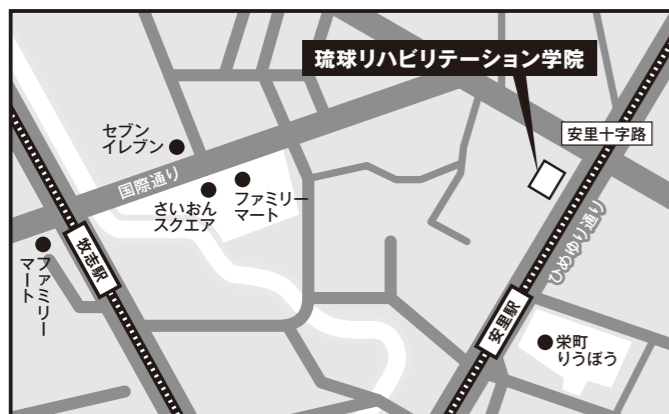 琉球リハビリテーション学院
安里十字路
セブン
イレブン
国際通り
さいおん
スクエア
ファミリー
マート
ひめゆり通り
牧志駅
ファミリー
マート
安里駅
栄町
りうぼう